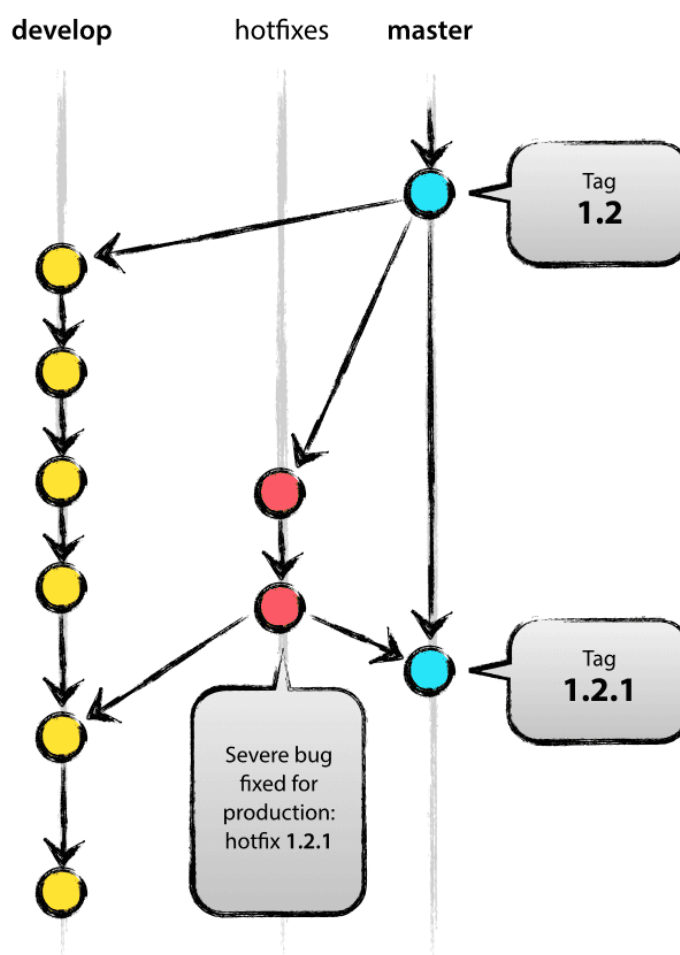 develop
hotfixes
master
Tag
1.2
Tag
1.2.1
Severe bug
fixed for
production:
hotfix 1.2.1